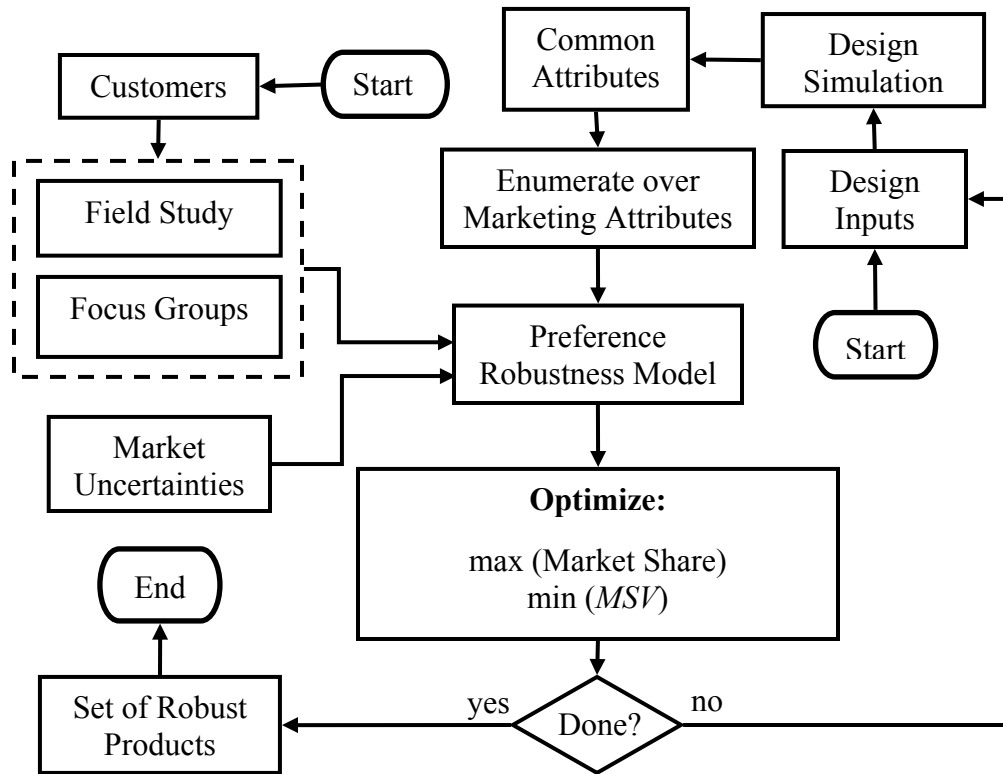 Customers
Start
Common
Attributes
Design
Simulation
Field Study
Focus Groups
Enumerate over
Marketing Attributes
Design
Inputs
Preference
Robustness Model
Start
Market
Uncertainties
Optimize:
max (Market Share)
min (MSV)
End
Set of Robust
Products
yes
Done?
no